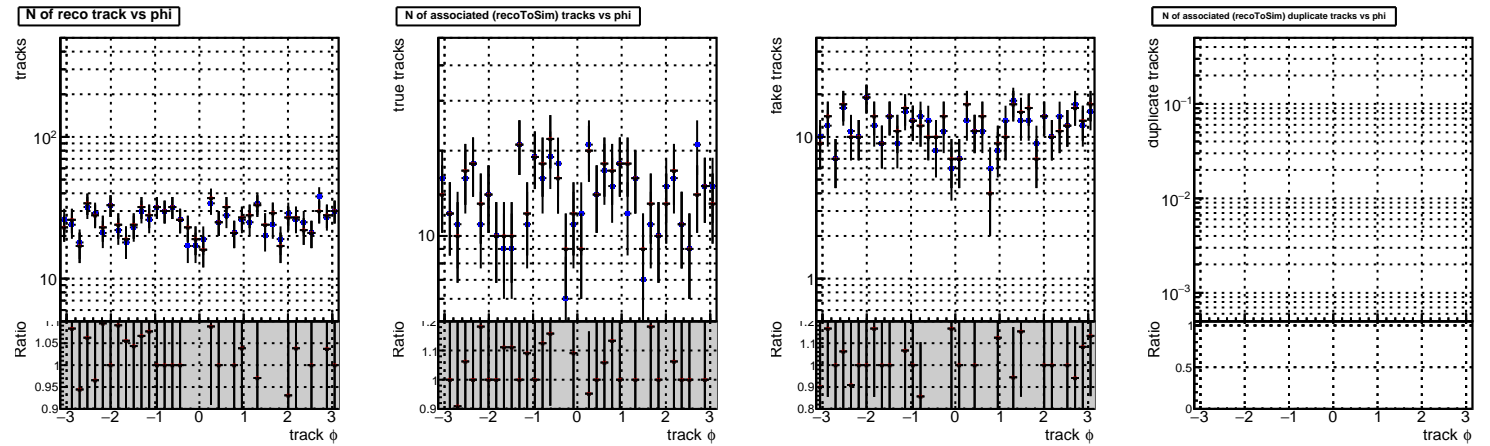 N of reco track vs phi
tracks
10²
10
Ratio
1.1
1.05
1
0.95
0.9
−3 −2 −1 0 1 2 3
track ϕ
N of associated (recoToSim) tracks vs phi
true tracks
10
Ratio
1.2
1.1
1
0.9
−3 −2 −1 0 1 2 3
track ϕ
fake tracks
10
1
Ratio
1.2
1.1
1
0.9
0.8
−3 −2 −1 0 1 2 3
track ϕ
N of associated (recoToSim) duplicate tracks vs phi
duplicate tracks
10⁻¹
10⁻²
10⁻³
Ratio
1
0.5
0
−3 −2 −1 0 1 2 3
track ϕ